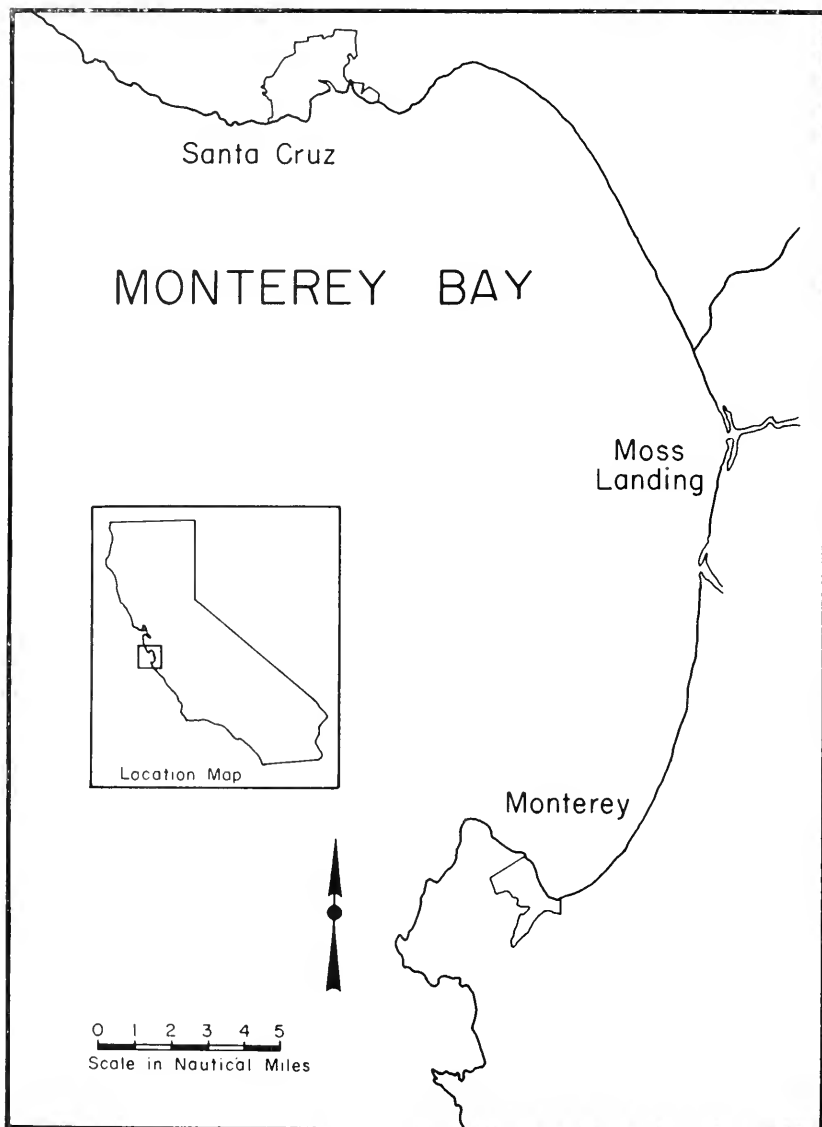 Santa Cruz
MONTEREY BAY
Moss
Landing
Location Map
Monterey
0 1 2 3 4 5
Scale in Nautical Miles